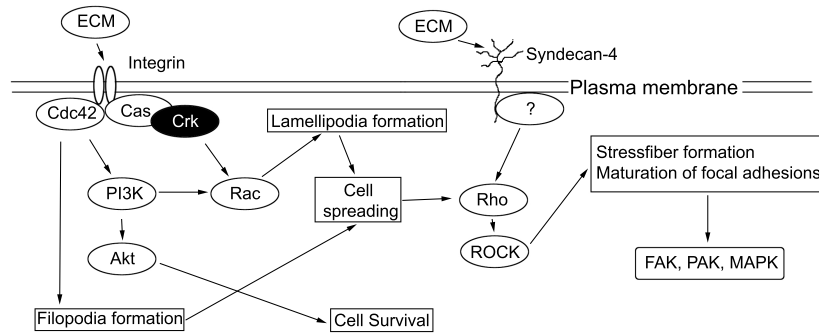 ECM
ECM
Integrin
Syndecan-4
Plasma membrane
Cdc42
Cas
Crk
?
Lamellipodia formation
Stressfiber formation
Maturation of focal adhesions
PI3K
Rac
Cell
spreading
Rho
Akt
ROCK
FAK, PAK, MAPK
Filopodia formation
Cell Survival